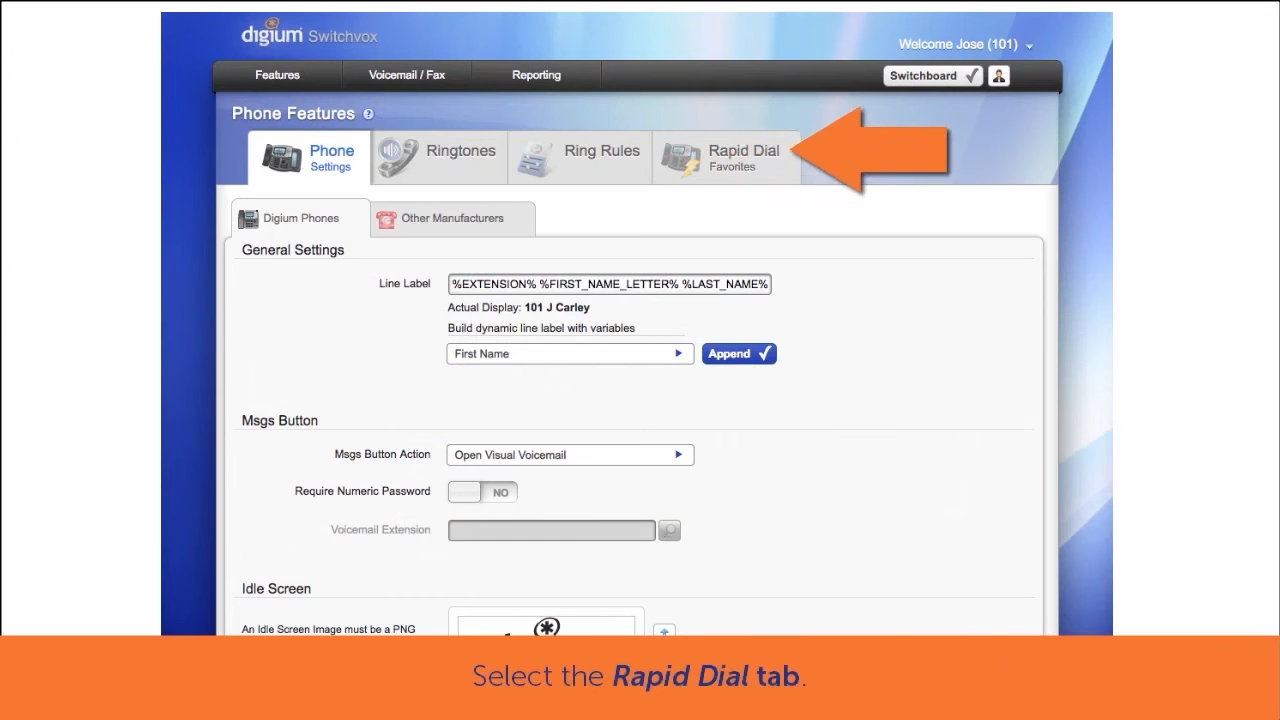 digium Switchvox
Welcome Jose (101)
Features Voicemail / Fax Reporting Switchboard
Phone Features ?
Phone Settings
Ringtones
Ring Rules
Rapid Dial Favorites
Digium Phones Other Manufacturers
General Settings
Line Label %EXTENSION% %FIRST_NAME_LETTER% %LAST_NAME%
Actual Display: 101 J Carley
Build dynamic line label with variables
First Name Append
Msgs Button
Msgs Button Action Open Visual Voicemail
Require Numeric Password NO
Voicemail Extension
Idle Screen
An Idle Screen Image must be a PNG
Select the Rapid Dial tab.